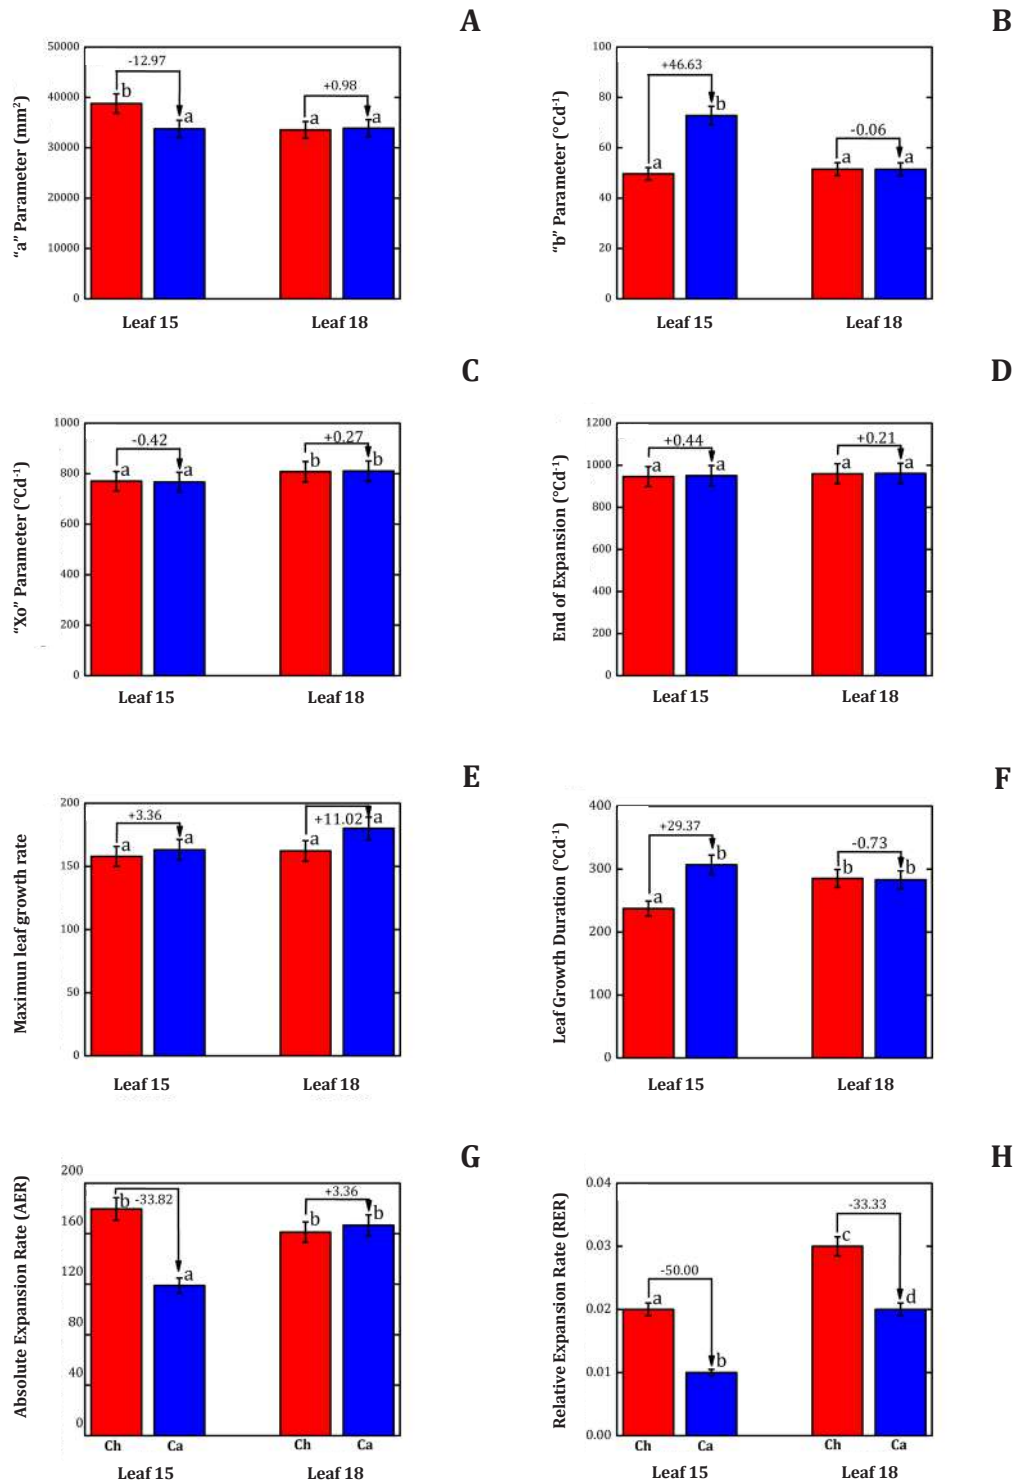 A
"a" Parameter (mm²)
50000
40000
30000
20000
10000
0
-12.97
b
a
+0.98
a
a
Leaf 15
Leaf 18
B
"b" Parameter (°Cd⁻¹)
100
80
60
40
20
0
+46.63
a
b
-0.06
a
a
Leaf 15
Leaf 18
C
"Xo" Parameter (°Cd⁻¹)
1000
800
600
400
200
0
-0.42
a
a
+0.27
b
b
Leaf 15
Leaf 18
D
End of Expansion (°Cd⁻¹)
1200
1000
800
600
400
200
0
+0.44
a
a
+0.21
a
a
Leaf 15
Leaf 18
E
Maximun leaf growth rate
200
150
100
50
0
+3.36
a
a
+11.02
a
a
Leaf 15
Leaf 18
F
Leaf Growth Duration (°Cd⁻¹)
400
300
200
100
0
+29.37
a
b
-0.73
b
b
Leaf 15
Leaf 18
G
Absolute Expansion Rate (AER)
200
160
120
80
40
0
-33.82
b
a
+3.36
b
b
Ch
Ca
Ch
Ca
Leaf 15
Leaf 18
H
Relative Expansion Rate (RER)
0.04
0.03
0.02
0.01
0.00
-50.00
a
b
-33.33
c
d
Ch
Ca
Ch
Ca
Leaf 15
Leaf 18